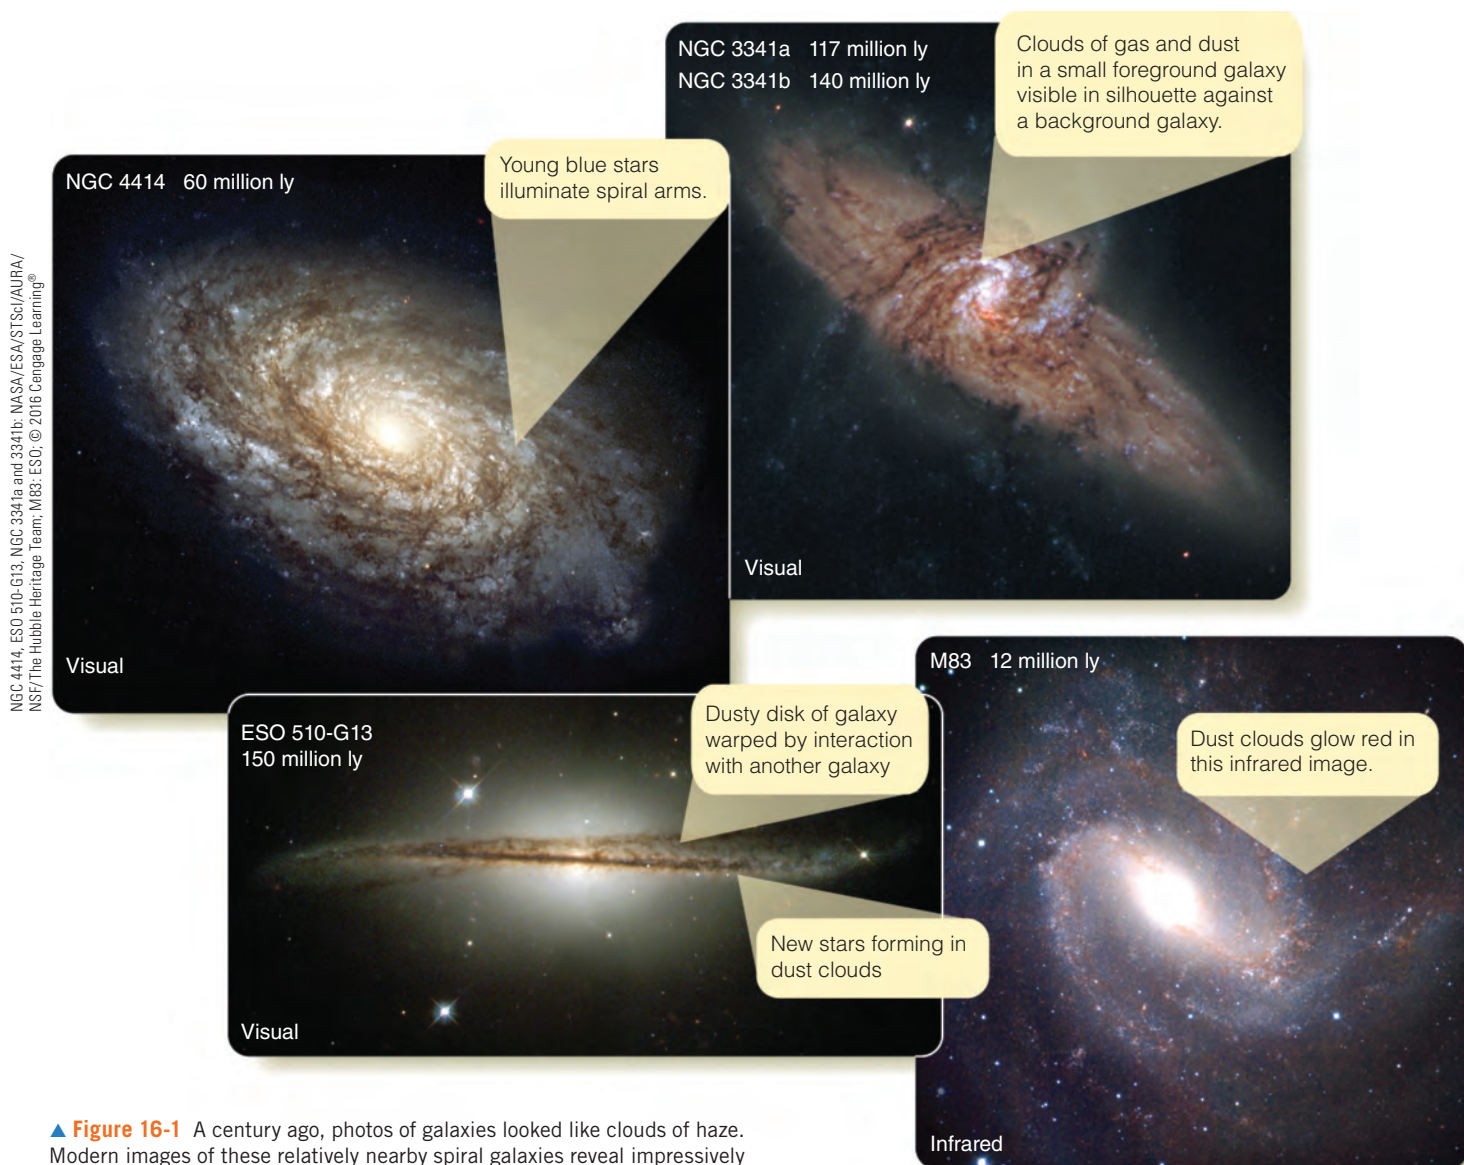 NGC 3341a 117 million ly
NGC 3341b 140 million ly
Clouds of gas and dust
in a small foreground galaxy
visible in silhouette against
a background galaxy.
Visual
NGC 4414 60 million ly
Young blue stars
illuminate spiral arms.
Visual
NGC 4414, ESO 510-G13, NGC 3341a and 3341b: NASA/ESA/STScI/AURA/
NSF/The Hubble Heritage Team; M83: ESO; © 2016 Cengage Learning®
ESO 510-G13
150 million ly
Dusty disk of galaxy
warped by interaction
with another galaxy
New stars forming in
dust clouds
Visual
M83 12 million ly
Dust clouds glow red in
this infrared image.
Infrared
▲ Figure 16-1 A century ago, photos of galaxies looked like clouds of haze.
Modern images of these relatively nearby spiral galaxies reveal impressively